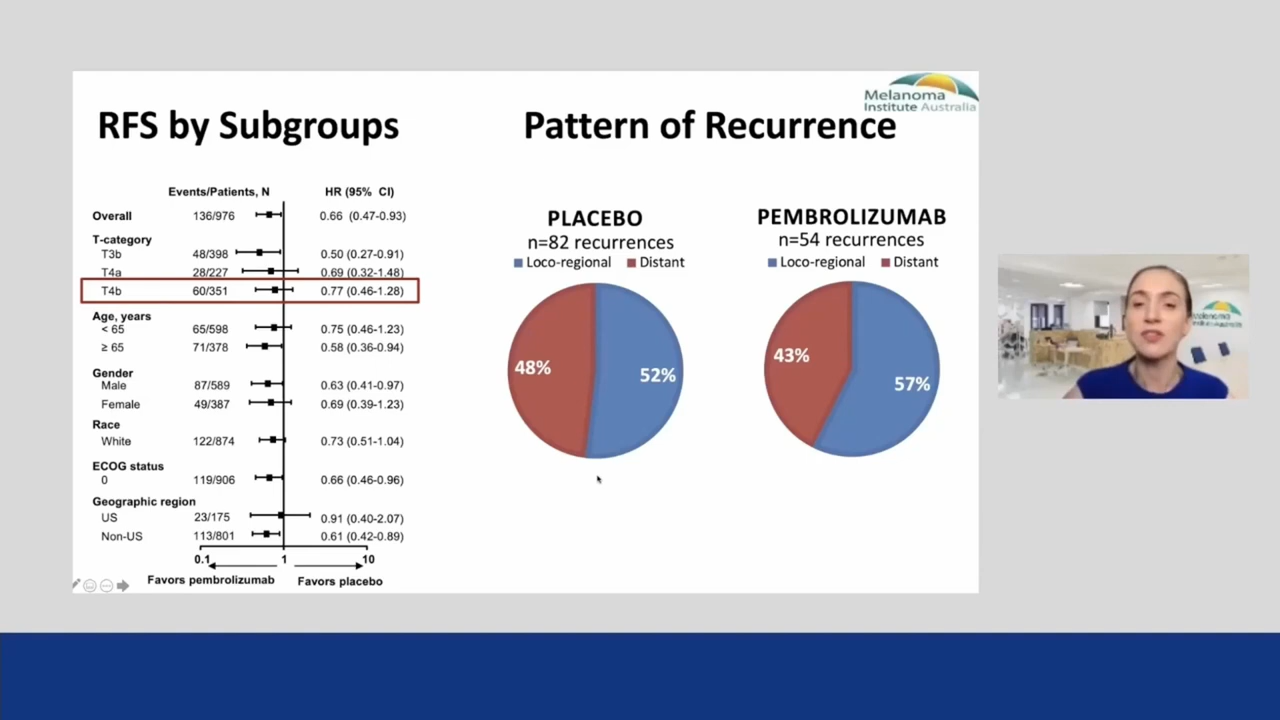 Melanoma
Institute Australia
RFS by Subgroups
Events/Patients, N HR (95% CI)
Overall 136/976 0.66 (0.47-0.93)
T-category
T3b 48/398 0.50 (0.27-0.91)
T4a 28/227 0.69 (0.32-1.48)
T4b 60/351 0.77 (0.46-1.28)
Age, years
< 65 65/598 0.75 (0.46-1.23)
≥ 65 71/378 0.58 (0.36-0.94)
Gender
Male 87/589 0.63 (0.41-0.97)
Female 49/387 0.69 (0.39-1.23)
Race
White 122/874 0.73 (0.51-1.04)
ECOG status
0 119/906 0.66 (0.46-0.96)
Geographic region
US 23/175 0.91 (0.40-2.07)
Non-US 113/801 0.61 (0.42-0.89)
0.1 1 10
Favors pembrolizumab Favors placebo
Pattern of Recurrence
PLACEBO
n=82 recurrences
Loco-regional Distant
48% 52%
PEMBROLIZUMAB
n=54 recurrences
Loco-regional Distant
43% 57%
Melanoma
Institute Australia